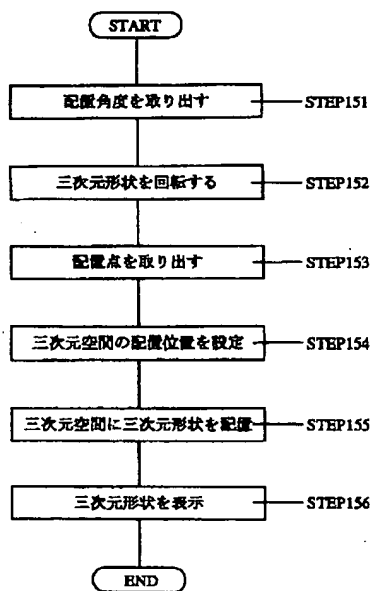 START
配置角度を取り出す STEP151
三次元形状を回転する STEP152
配置点を取り出す STEP153
三次元空間の配置位置を設定 STEP154
三次元空間に三次元形状を配置 STEP155
三次元形状を表示 STEP156
END